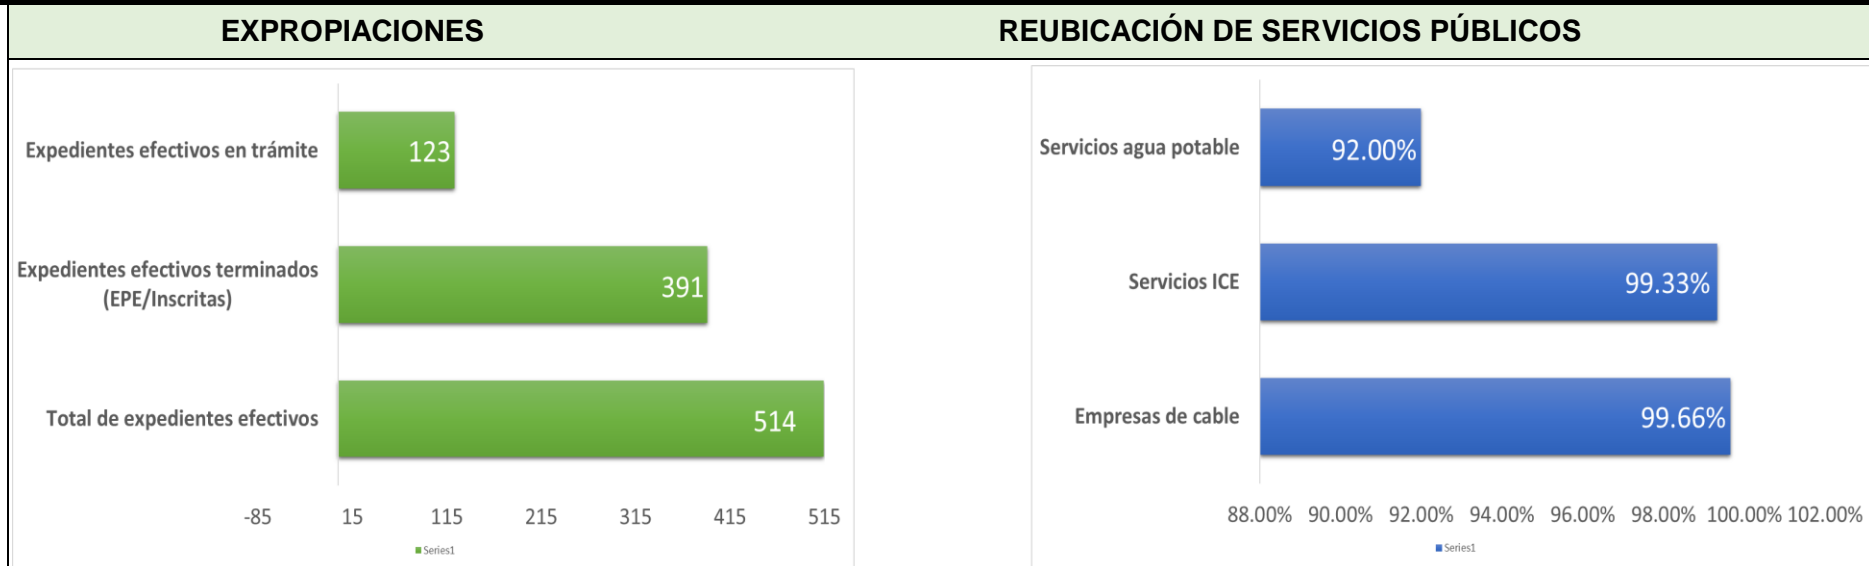 EXPROPIACIONES
REUBICACIÓN DE SERVICIOS PÚBLICOS
Expedientes efectivos en trámite
123
Expedientes efectivos terminados
(EPE/Inscritas)
391
Total de expedientes efectivos
514
-85 15 115 215 315 415 515
Series1
Servicios agua potable
92.00%
Servicios ICE
99.33%
Empresas de cable
99.66%
88.00% 90.00% 92.00% 94.00% 96.00% 98.00% 100.00% 102.00%
Series1